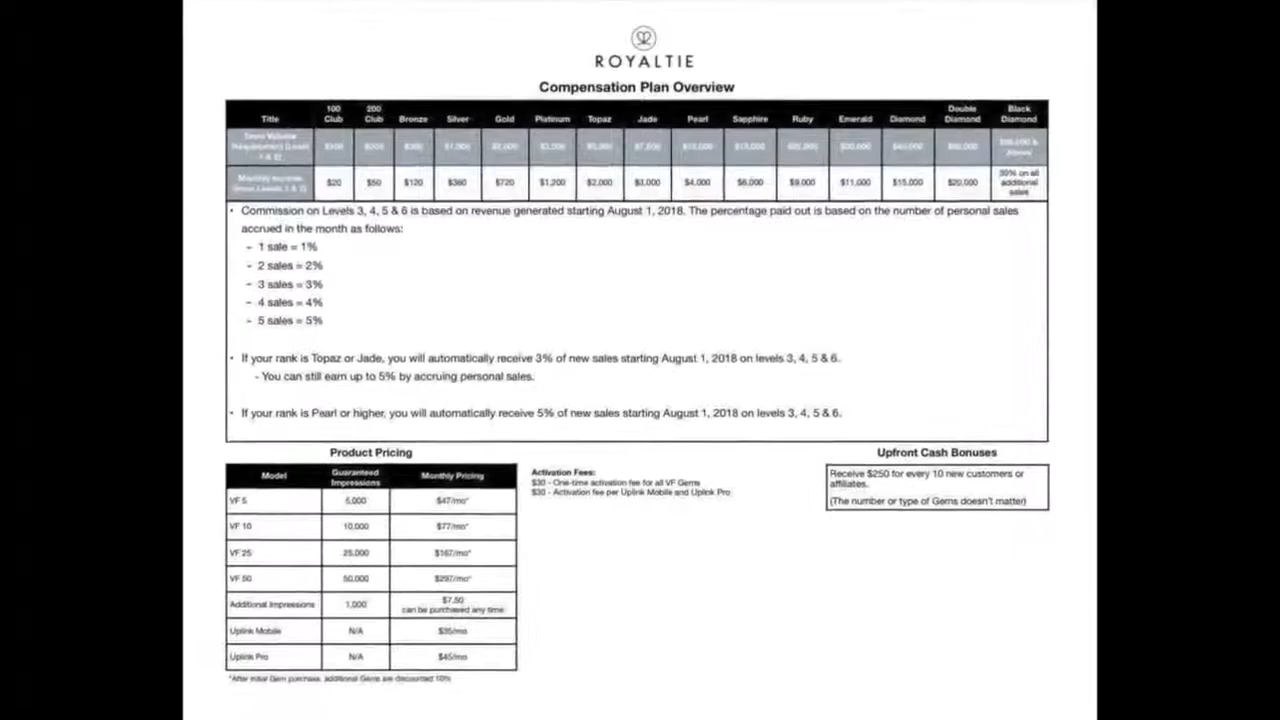 ROYALTIE
Compensation Plan Overview
Title 100 Club 200 Club Bronze Silver Gold Platinum Topaz Jade Pearl Sapphire Ruby Emerald Diamond Double Diamond Black Diamond
$20 $50 $120 $360 $720 $1,200 $2,000 $3,000 $4,000 $6,000 $9,000 $11,000 $15,000 $20,000 30% on all additional sales
• Commission on Levels 3, 4, 5 & 6 is based on revenue generated starting August 1, 2018. The percentage paid out is based on the number of personal sales
accrued in the month as follows:
- 1 sale = 1%
- 2 sales = 2%
- 3 sales = 3%
- 4 sales = 4%
- 5 sales = 5%
• If your rank is Topaz or Jade, you will automatically receive 3% of new sales starting August 1, 2018 on levels 3, 4, 5 & 6.
- You can still earn up to 5% by accruing personal sales.
• If your rank is Pearl or higher, you will automatically receive 5% of new sales starting August 1, 2018 on levels 3, 4, 5 & 6.
Product Pricing
Model Guaranteed Impressions Monthly Pricing
VF 5 5,000 $47/mo*
VF 10 10,000 $77/mo*
VF 25 25,000 $167/mo*
VF 50 50,000 $297/mo*
Additional Impressions 1,000 $7.50 can be purchased any time
Uplink Mobile N/A $35/mo
Uplink Pro N/A $45/mo
*After initial Gem purchase, additional Gems are discounted 10%
Activation Fees:
$30 - One-time activation fee for all VF Gems
$30 - Activation fee per Uplink Mobile and Uplink Pro
Upfront Cash Bonuses
Receive $250 for every 10 new customers or
affiliates.
(The number or type of Gems doesn't matter)